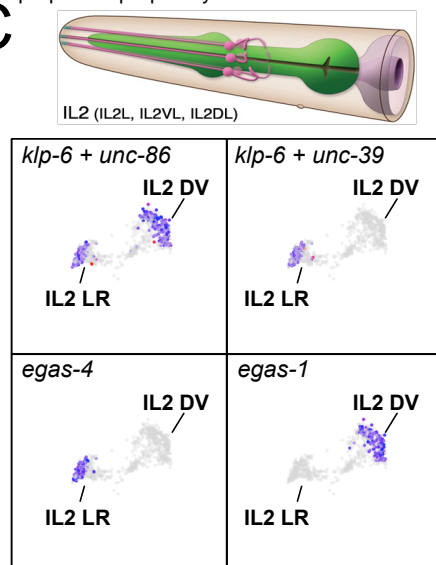 C
IL2 (IL2L, IL2VL, IL2DL)
klp-6 + unc-86
IL2 DV
IL2 LR
klp-6 + unc-39
IL2 DV
IL2 LR
egas-4
IL2 DV
IL2 LR
egas-1
IL2 DV
IL2 LR